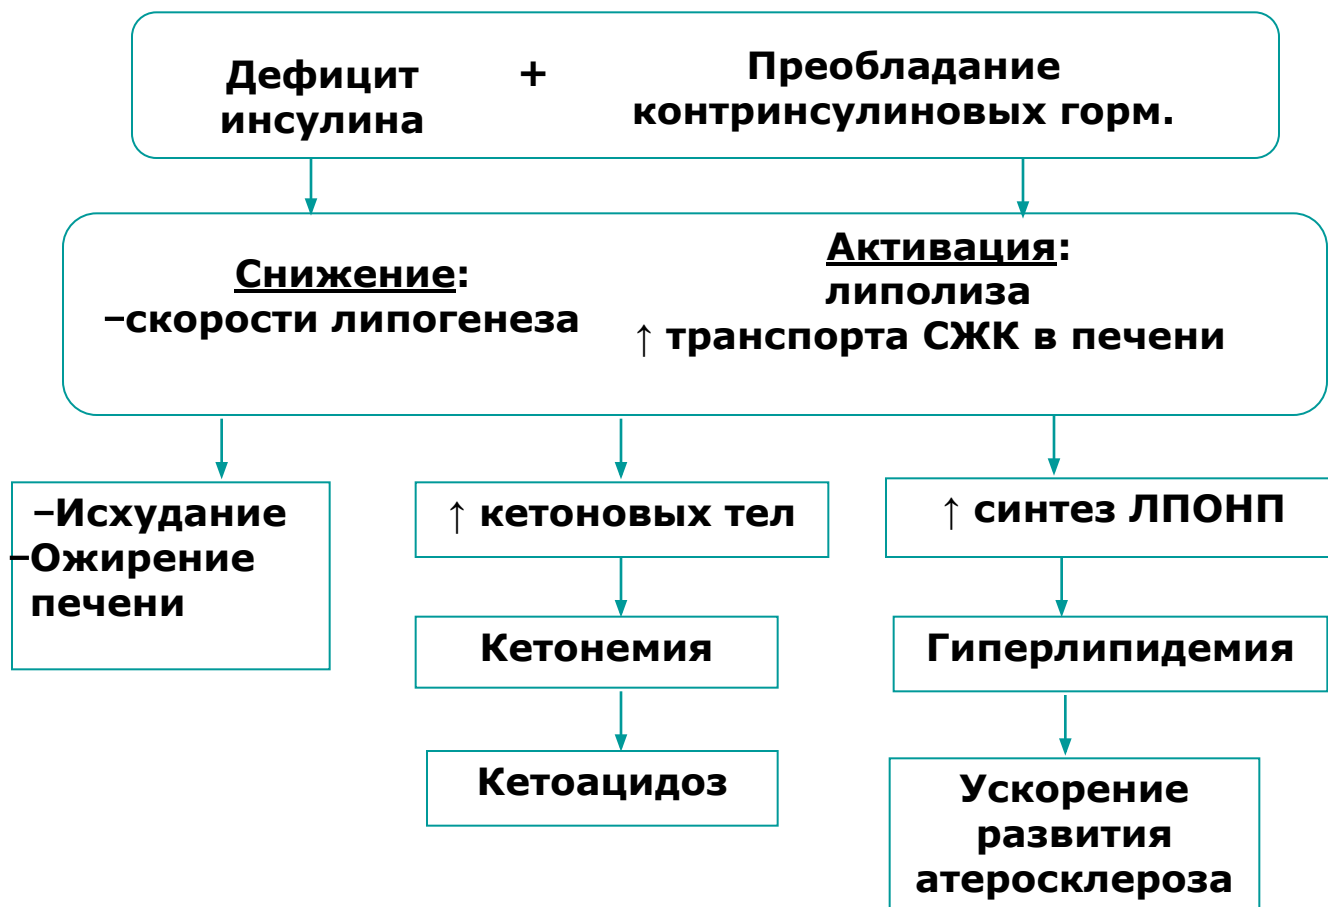 Дефицит
инсулина
+
Преобладание
контринсулиновых горм.
Снижение:
–скорости липогенеза
Активация:
липолиза
↑ транспорта СЖК в печени
–Исхудание
–Ожирение
печени
↑ кетоновых тел
Кетонемия
Кетоацидоз
↑ синтез ЛПОНП
Гиперлипидемия
Ускорение
развития
атеросклероза